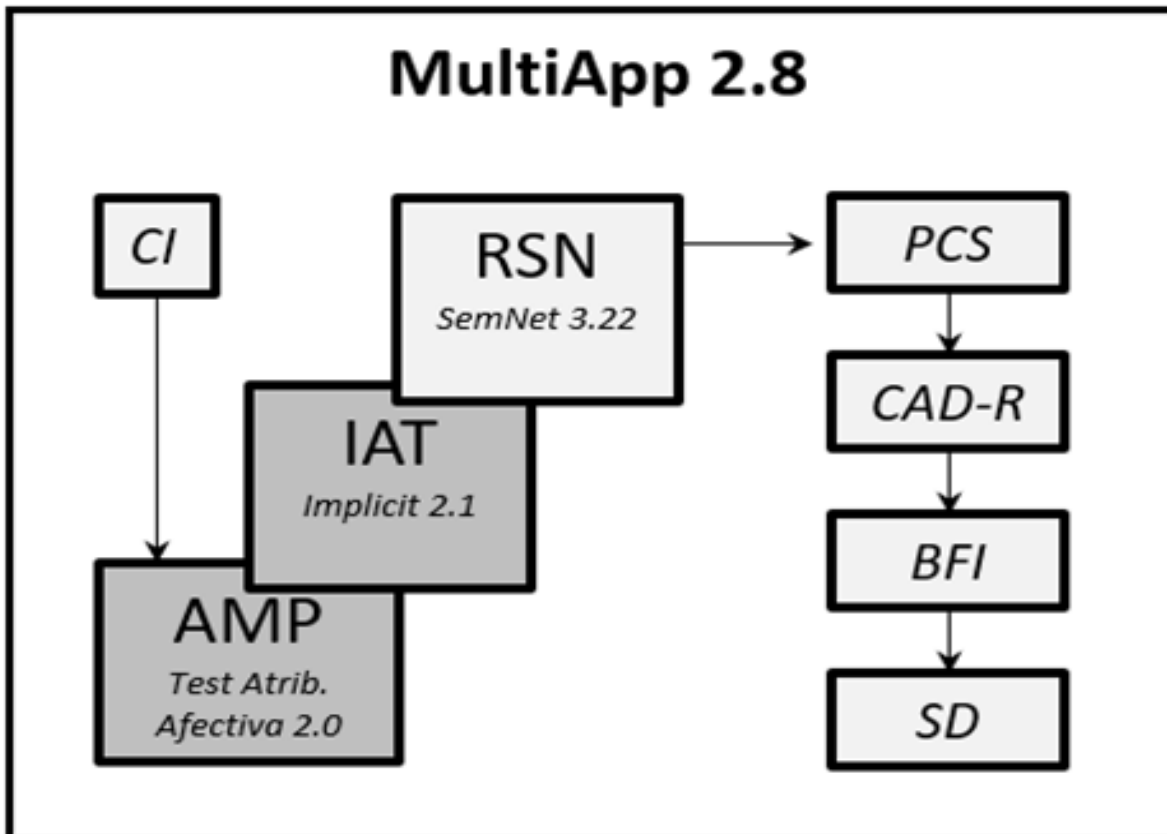 MultiApp 2.8
CI
RSN
SemNet 3.22
IAT
Implicit 2.1
AMP
Test Atrib.
Afectiva 2.0
PCS
CAD-R
BFI
SD